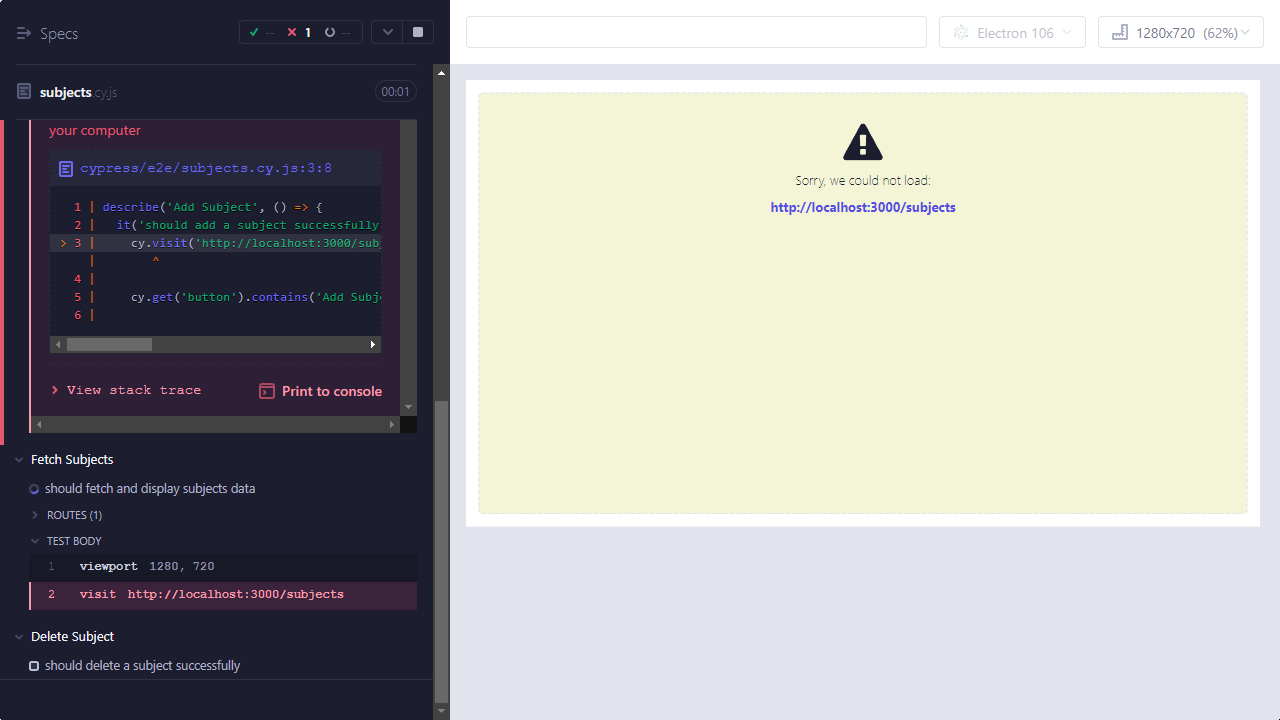 Specs
--
1
--
subjects.cy.js
00:01
your computer
cypress/e2e/subjects.cy.js:3:8
1 | describe('Add Subject', () => {
2 |   it('should add a subject successfully
> 3 |     cy.visit('http://localhost:3000/subj
|        ^
4 |
5 |     cy.get('button').contains('Add Subje
6 |
View stack trace
Print to console
Fetch Subjects
should fetch and display subjects data
ROUTES (1)
TEST BODY
1 viewport 1280, 720
2 visit http://localhost:3000/subjects
Delete Subject
should delete a subject successfully
Electron 106
1280x720 (62%)
Sorry, we could not load:
http://localhost:3000/subjects